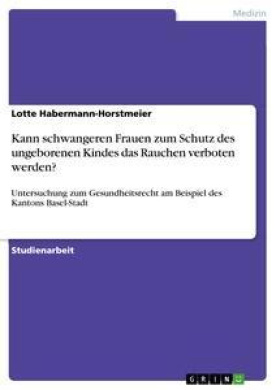 Medizin
Lotte Habermann-Horstmeier
Kann schwangeren Frauen zum Schutz des
ungeborenen Kindes das Rauchen verboten
werden?
Untersuchung zum Gesundheitsrecht am Beispiel des
Kantons Basel-Stadt
Studienarbeit
GRIN